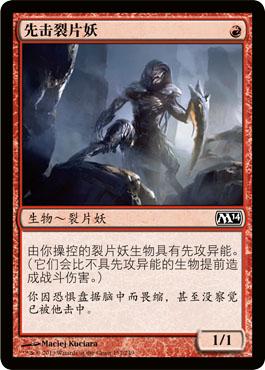 先击裂片妖
生物～裂片妖
M14
由你操控的裂片妖生物具有先攻异能。
（它们会比不具先攻异能的生物提前造
成战斗伤害。）
你因恐惧盘踞脑中而畏缩，甚至没察觉
已被他击中。
Maciej Kuciara
1/1